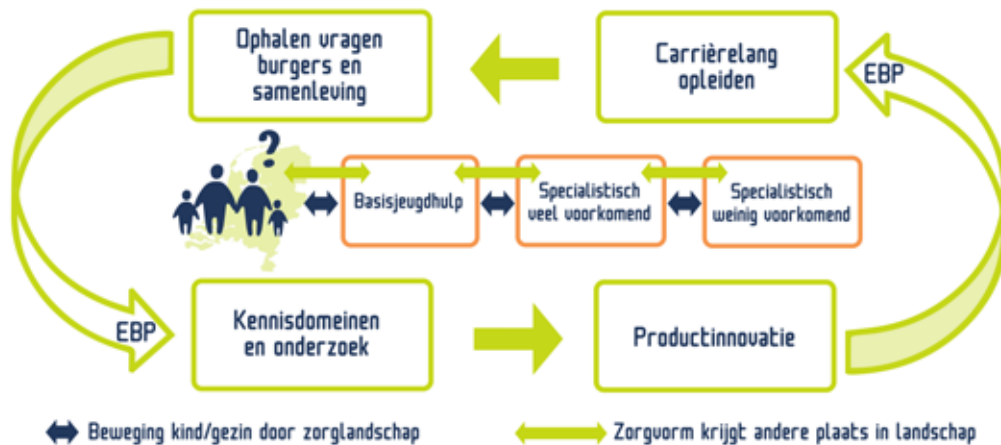 Ophalen vragen
burgers en
samenleving
Carrièrelang
opleiden
EBP
?
Basisjeugdhulp
Specialistisch
veel voorkomend
Specialistisch
weinig voorkomend
EBP
Kennisdomeinen
en onderzoek
Productinnovatie
Beweging kind/gezin door zorglandschap
Zorgvorm krijgt andere plaats in landschap